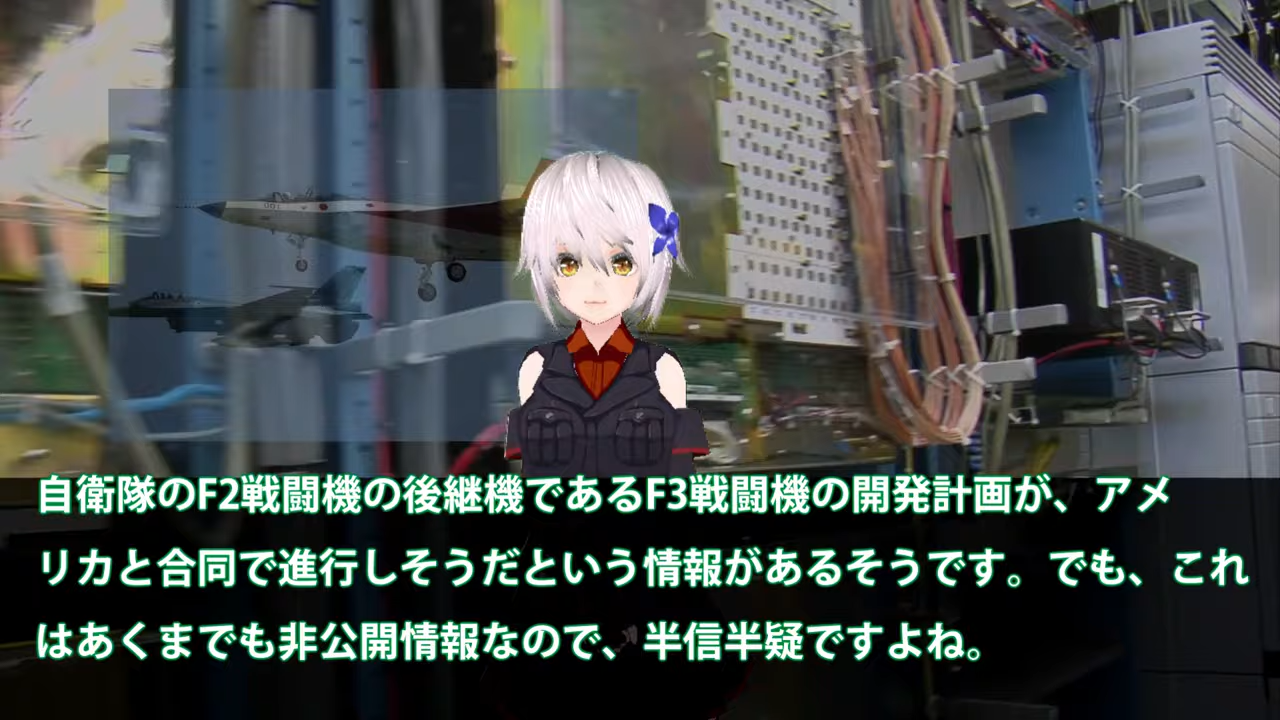 自衛隊のF2戦闘機の後継機であるF3戦闘機の開発計画が、アメ
リカと合同で進行しそうだという情報があるそうです。でも、これ
はあくまでも非公開情報なので、半信半疑ですよね。